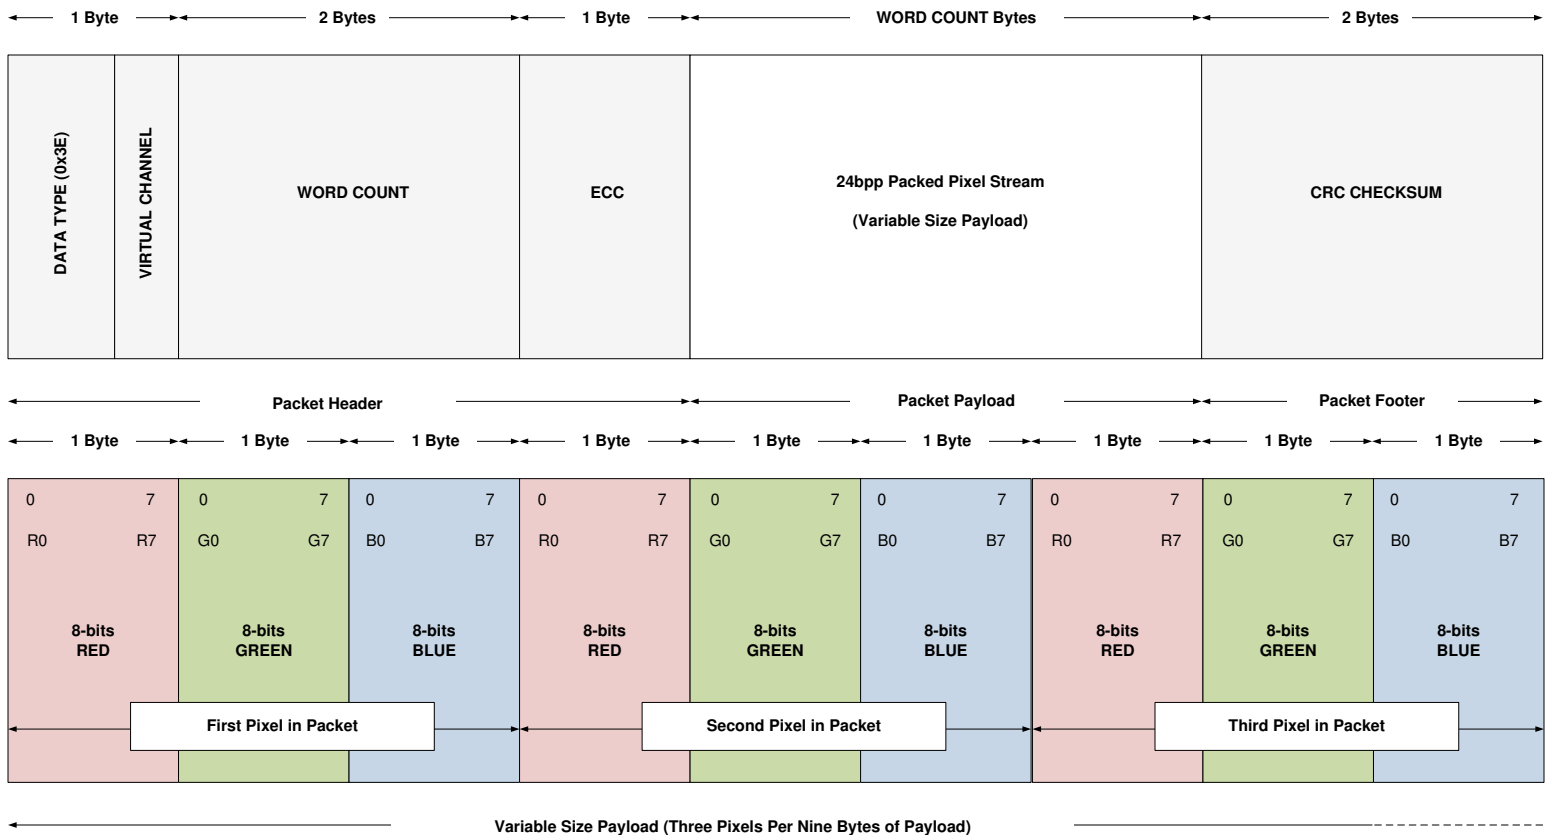 1 Byte 2 Bytes 1 Byte WORD COUNT Bytes 2 Bytes
DATA TYPE (0x3E)
VIRTUAL CHANNEL
WORD COUNT
ECC
24bpp Packed Pixel Stream
(Variable Size Payload)
CRC CHECKSUM
Packet Header Packet Payload Packet Footer
1 Byte 1 Byte 1 Byte 1 Byte 1 Byte 1 Byte 1 Byte 1 Byte 1 Byte
0 7 0 7 0 7 0 7 0 7 0 7 0 7 0 7 0 7
R0 R7 G0 G7 B0 B7 R0 R7 G0 G7 B0 B7 R0 R7 G0 G7 B0 B7
8-bits 8-bits 8-bits 8-bits 8-bits 8-bits 8-bits 8-bits 8-bits
RED GREEN BLUE RED GREEN BLUE RED GREEN BLUE
First Pixel in Packet Second Pixel in Packet Third Pixel in Packet
Variable Size Payload (Three Pixels Per Nine Bytes of Payload)